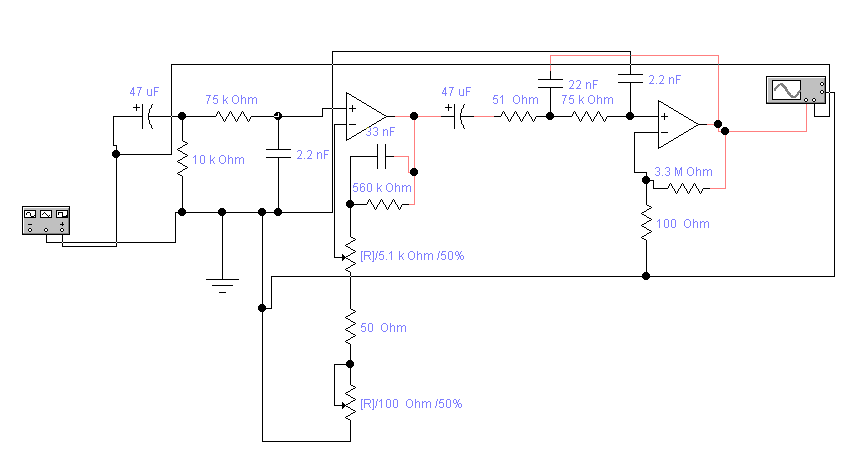 47 uF
75 k Ohm
10 k Ohm
2.2 nF
33 nF
560 k Ohm
[R]/5.1 k Ohm /50%
50 Ohm
[R]/100 Ohm /50%
47 uF
51 Ohm
22 nF
75 k Ohm
2.2 nF
3.3 M Ohm
100 Ohm